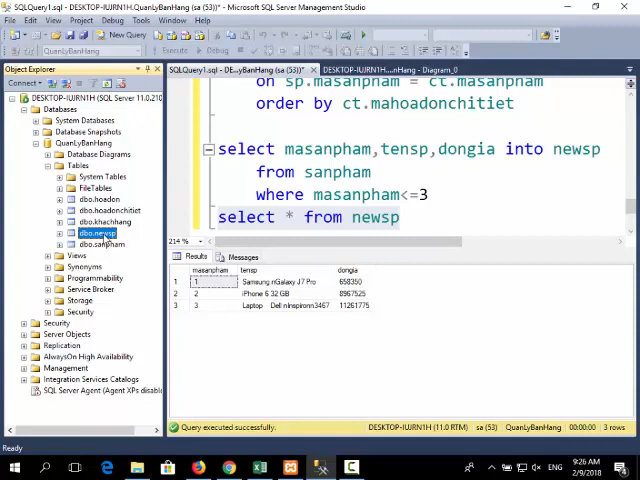 SQLQuery1.sql - DESKTOP-IUJRN1H.QuanLyBanHang (sa (53))* - Microsoft SQL Server Management Studio
File Edit View Project Debug Tools Window Help
New Query
QuanLyBanHang
Execute
Debug
Object Explorer
Connect
DESKTOP-IUJRN1H (SQL Server 11.0.210
Databases
System Databases
Database Snapshots
QuanLyBanHang
Database Diagrams
Tables
System Tables
FileTables
dbo.hoadon
dbo.hoadonchitiet
dbo.khachhang
dbo.newsp
dbo.sanpham
Views
Synonyms
Programmability
Service Broker
Storage
Security
Security
Server Objects
Replication
AlwaysOn High Availability
Management
Integration Services Catalogs
SQL Server Agent (Agent XPs disable
SQLQuery1.sql - DE...yBanHang (sa (53))*
DESKTOP-IUJRN1H....nHang - Diagram_0
on sp.masanpham = ct.masanpham
order by ct.mahoadonchitiet
select masanpham,tensp,dongia into newsp
from sanpham
where masanpham<=3
select * from newsp
214 %
Results Messages
masanpham tensp dongia
1 1 Samsung nGalaxy J7 Pro 658350
2 2 iPhone 6 32 GB 8967525
3 3 Laptop Dell nInspironn3467 11261775
Query executed successfully.
DESKTOP-IUJRN1H (11.0 RTM) sa (53) QuanLyBanHang 00:00:00 3 rows
Ready
ENG
9:26 AM
2/9/2018